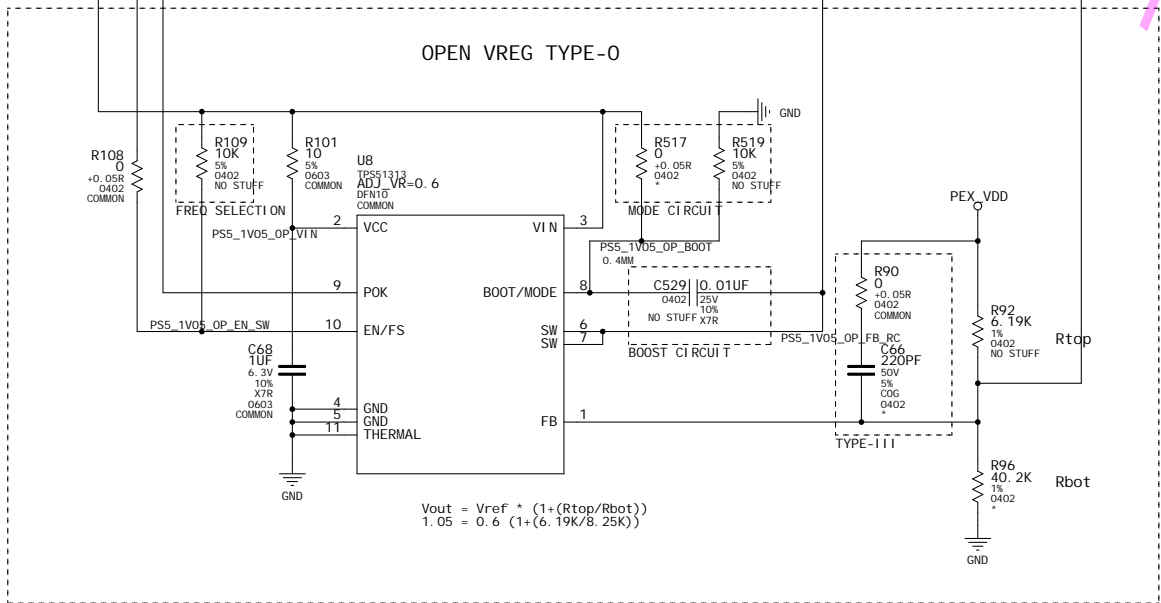 OPEN VREG TYPE-O
GND
R108
0
+0.05R
0402
COMMON
R109
10K
5%
0402
NO STUFF
FREQ SELECTION
R101
10
5%
0603
COMMON
U8
TPS51313
ADJ_VR=0.6
DFN10
COMMON
R517
0
+0.05R
0402
*
R519
10K
5%
0402
NO STUFF
MODE CIRCUIT
PS5_1V05_OP_VIN
2
VCC
VIN
3
PS5_1V05_OP_BOOT
0.4MM
9
POK
BOOT/MODE
8
C529
0402
NO STUFF
0.01UF
25V
10%
X7R
BOOST CIRCUIT
PS5_1V05_OP_EN_SW
10
EN/FS
SW
6
SW
7
PS5_1V05_OP_FB_RC
PEX_VDD
R90
0
+0.05R
0402
COMMON
C66
220PF
50V
5%
COG
0402
*
TYPE-III
R92
6.19K
1%
0402
NO STUFF
Rtop
C68
1UF
6.3V
10%
X7R
0603
COMMON
4
GND
5
GND
11
THERMAL
FB
1
GND
R96
40.2K
1%
0402
*
Rbot
GND
Vout = Vref * (1+(Rtop/Rbot))
1.05 = 0.6 (1+(6.19K/8.25K))